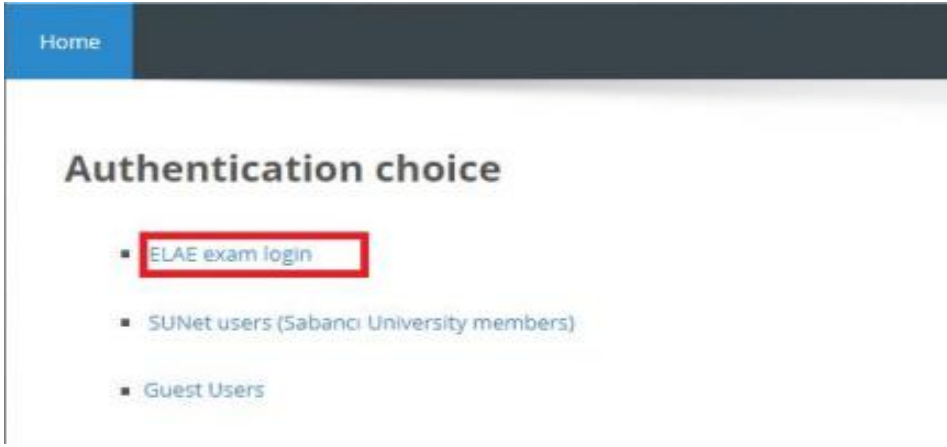 Home
Authentication choice
ELAE exam login
SUNet users (Sabancı University members)
Guest Users